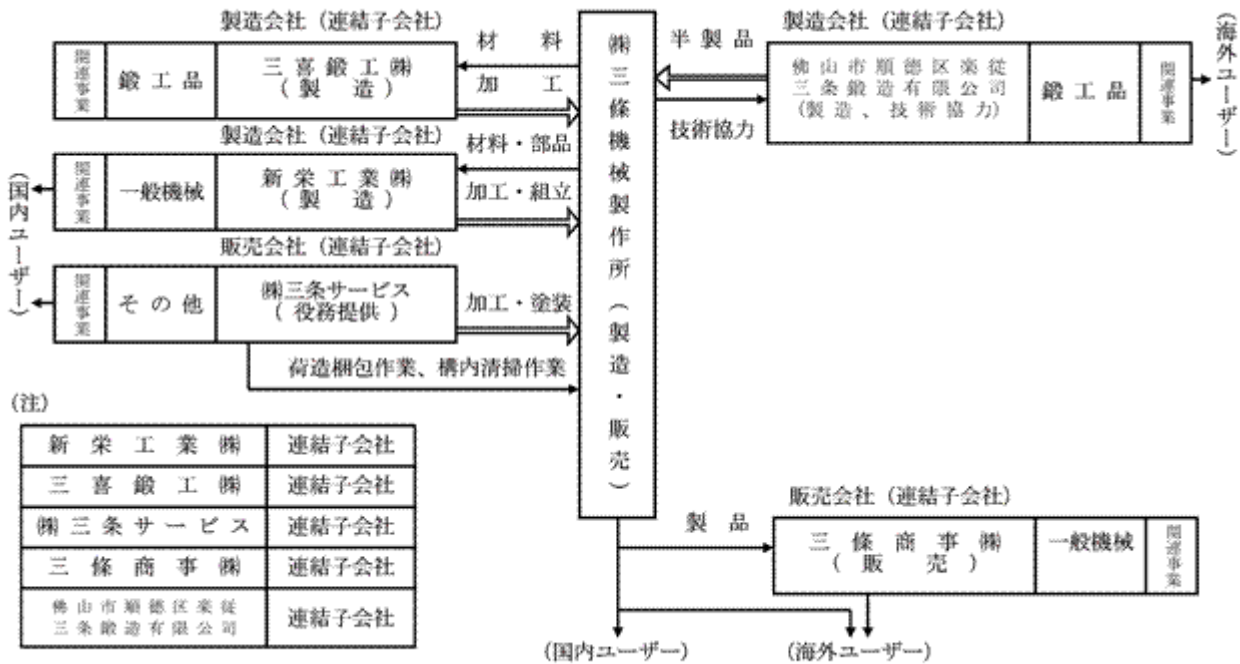 製造会社（連結子会社）
関連事業
鍛工品
三喜鍛工㈱
（製造）
材料
加工
製造会社（連結子会社）
関連事業
一般機械
新栄工業㈱
（製造）
材料・部品
加工・組立
（国内ユーザー）
販売会社（連結子会社）
関連事業
その他
㈱三条サービス
（役務提供）
加工・塗装
荷造梱包作業、構内清掃作業
㈱三條機械製作所（製造・販売）
製造会社（連結子会社）
半製品
技術協力
佛山市順德区楽従
三条鍛造有限公司
（製造、技術協力）
鍛工品
関連事業
（海外ユーザー）
（注）
新栄工業㈱ 連結子会社
三喜鍛工㈱ 連結子会社
㈱三条サービス 連結子会社
三條商事㈱ 連結子会社
佛山市順德区楽従
三条鍛造有限公司 連結子会社
販売会社（連結子会社）
製品
三條商事㈱
（販売）
一般機械
関連事業
（国内ユーザー）
（海外ユーザー）